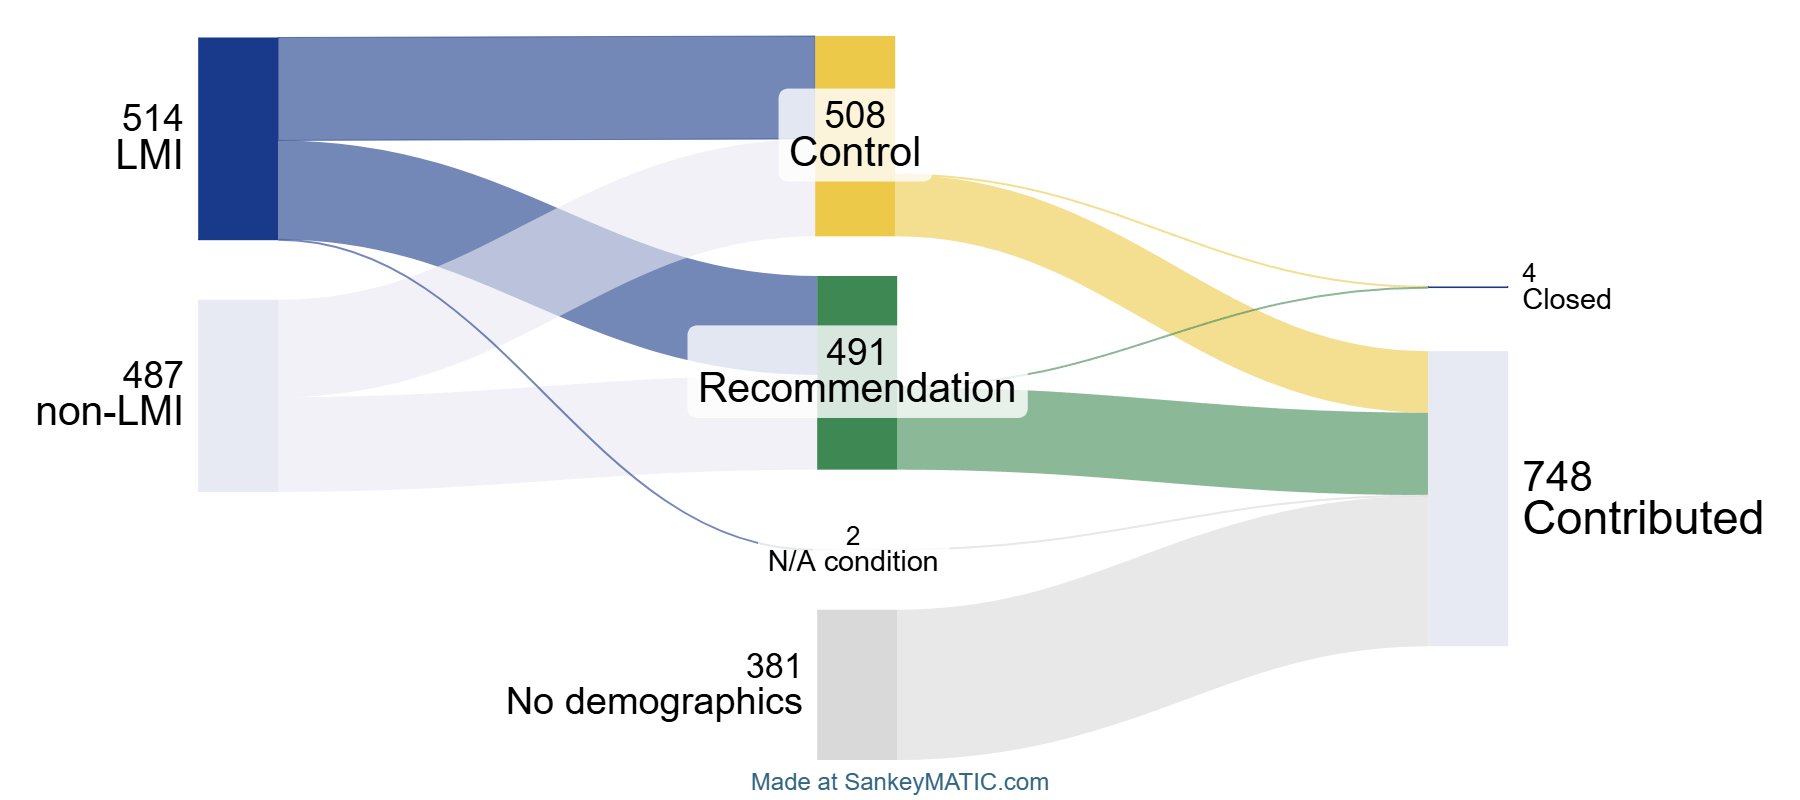 514
LMI
487
non-LMI
508
Control
491
Recommendation
2
N/A condition
381
No demographics
4
Closed
748
Contributed
Made at SankeyMATIC.com